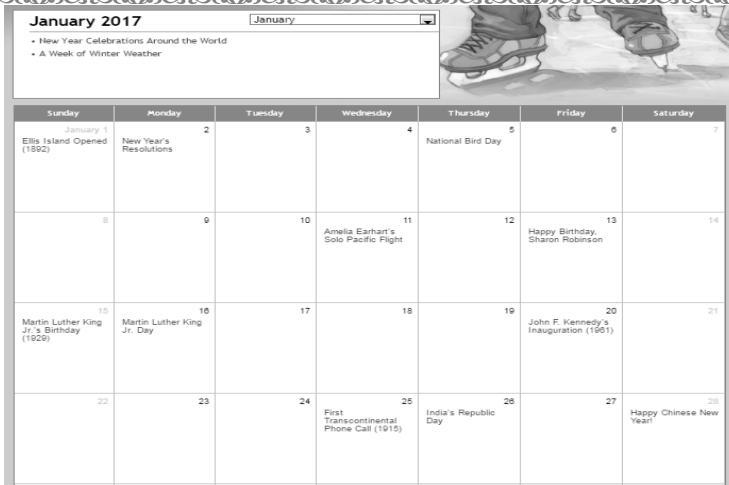 January 2017
January
• New Year Celebrations Around the World
• A Week of Winter Weather
Sunday Monday Tuesday Wednesday Thursday Friday Saturday
January 1 2 3 4 5 6 7
Ellis Island Opened
(1892)
New Year's
Resolutions
National Bird Day
8 9 10 11 12 13 14
Amelia Earhart's
Solo Pacific Flight
Happy Birthday,
Sharon Robinson
15 16 17 18 19 20 21
Martin Luther King
Jr.'s Birthday
(1929)
Martin Luther King
Jr. Day
John F. Kennedy's
Inauguration (1961)
22 23 24 25 26 27 28
First
Transcontinental
Phone Call (1915)
India's Republic
Day
Happy Chinese New
Year!